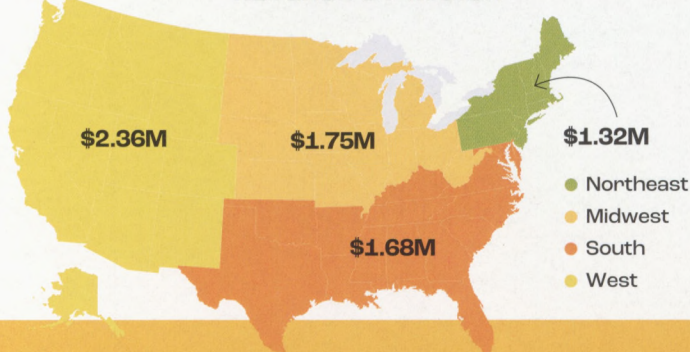 $2.36M
$1.75M
$1.32M
$1.68M
Northeast
Midwest
South
West